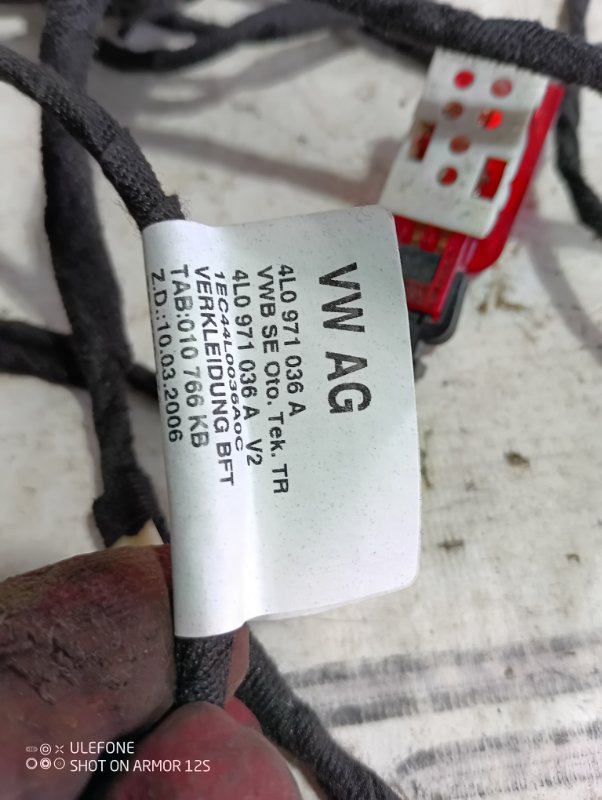 VW AG
4L0 971 036 A
VWB SE Oto. Tek. TR
4L0 971 036 A V2
1EC44L0036A0C
VERKLEIDUNG BFT
TAB:010 766 KB
Z.D.:10.03.2006
ULEFONE
SHOT ON ARMOR 12S